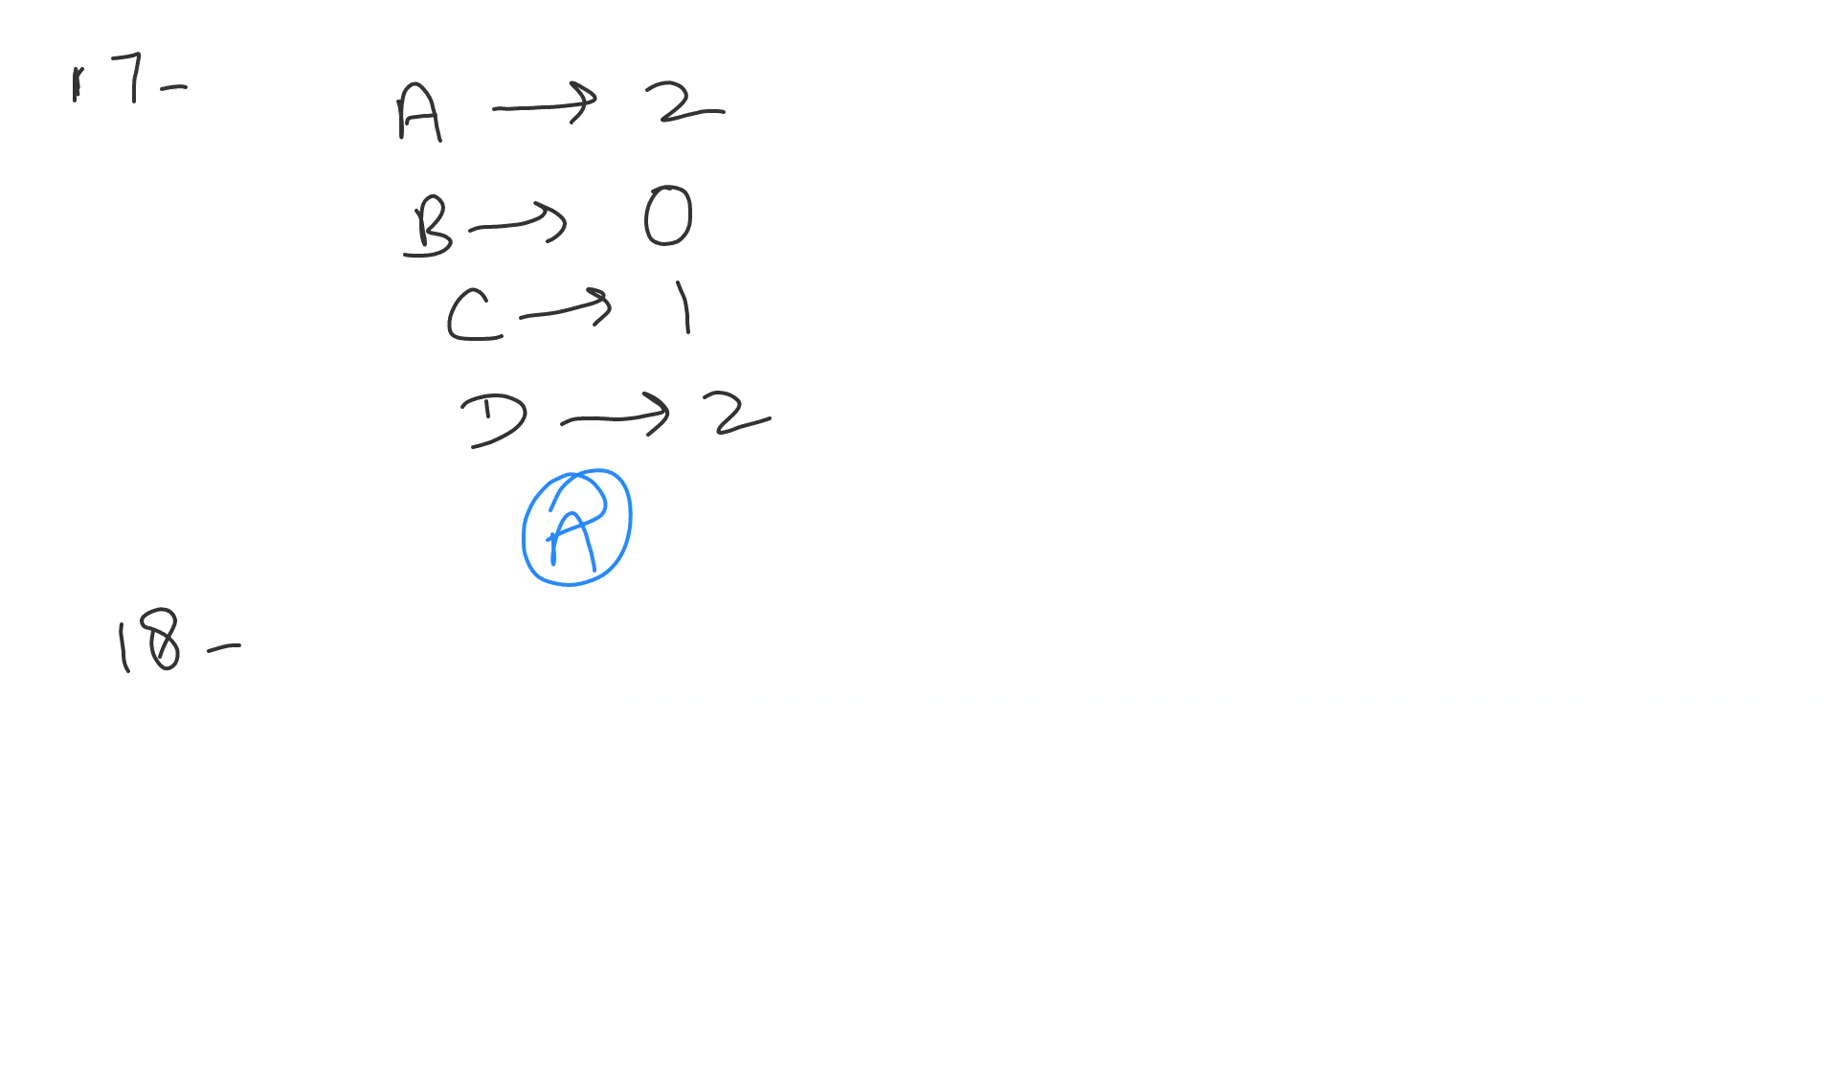 17-
A → 2
B → 0
C → 1
D → 2
A
18 -